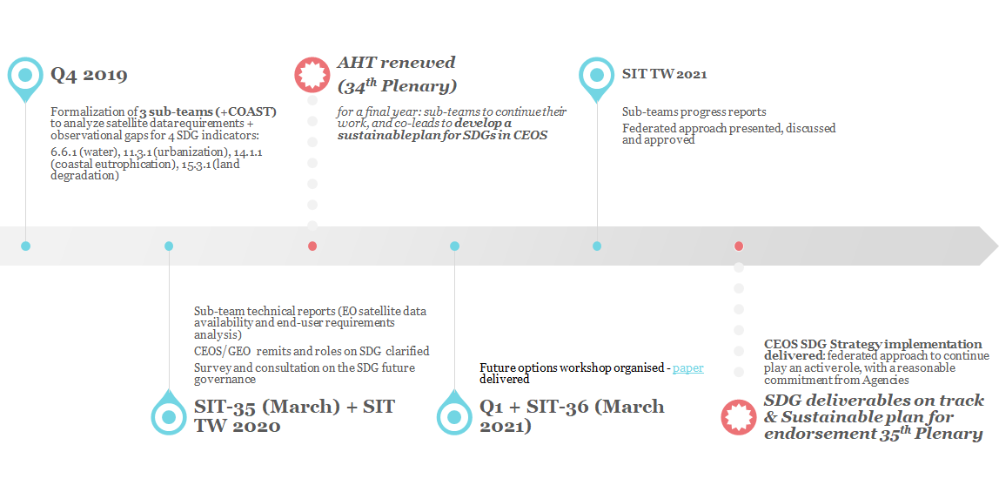 Q4 2019
Formalization of 3 sub-teams (+COAST)
to analyze satellite data requirements +
observational gaps for 4 SDG indicators:
6.6.1 (water), 11.3.1 (urbanization), 14.1.1
(coastal eutrophication), 15.3.1 (land
degradation)
AHT renewed
(34th Plenary)
for a final year: sub-teams to continue their
work, and co-leads to develop a
sustainable plan for SDGs in CEOS
SIT TW 2021
Sub-teams progress reports
Federated approach presented, discussed
and approved
Sub-team technical reports (EO satellite data
availability and end-user requirements
analysis)
CEOS/GEO remits and roles on SDG clarified
Survey and consultation on the SDG future
governance
SIT-35 (March) + SIT
TW 2020
Future options workshop organised - paper
delivered
Q1 + SIT-36 (March
2021)
CEOS SDG Strategy implementation
delivered: federated approach to continue
play an active role, with a reasonable
commitment from Agencies
SDG deliverables on track
& Sustainable plan for
endorsement 35th Plenary